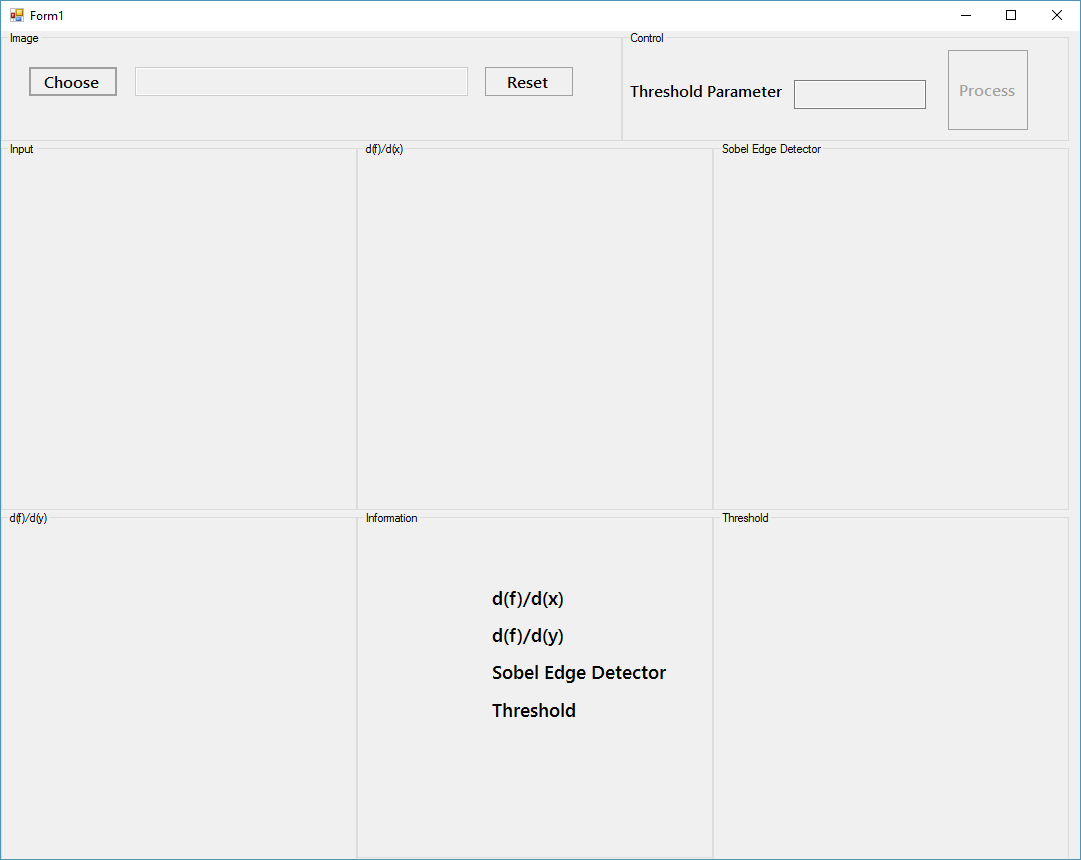 Form1
Image
Control
Choose
Reset
Threshold Parameter
Process
Input
d(f)/d(x)
Sobel Edge Detector
d(f)/d(y)
Information
Threshold
d(f)/d(x)
d(f)/d(y)
Sobel Edge Detector
Threshold